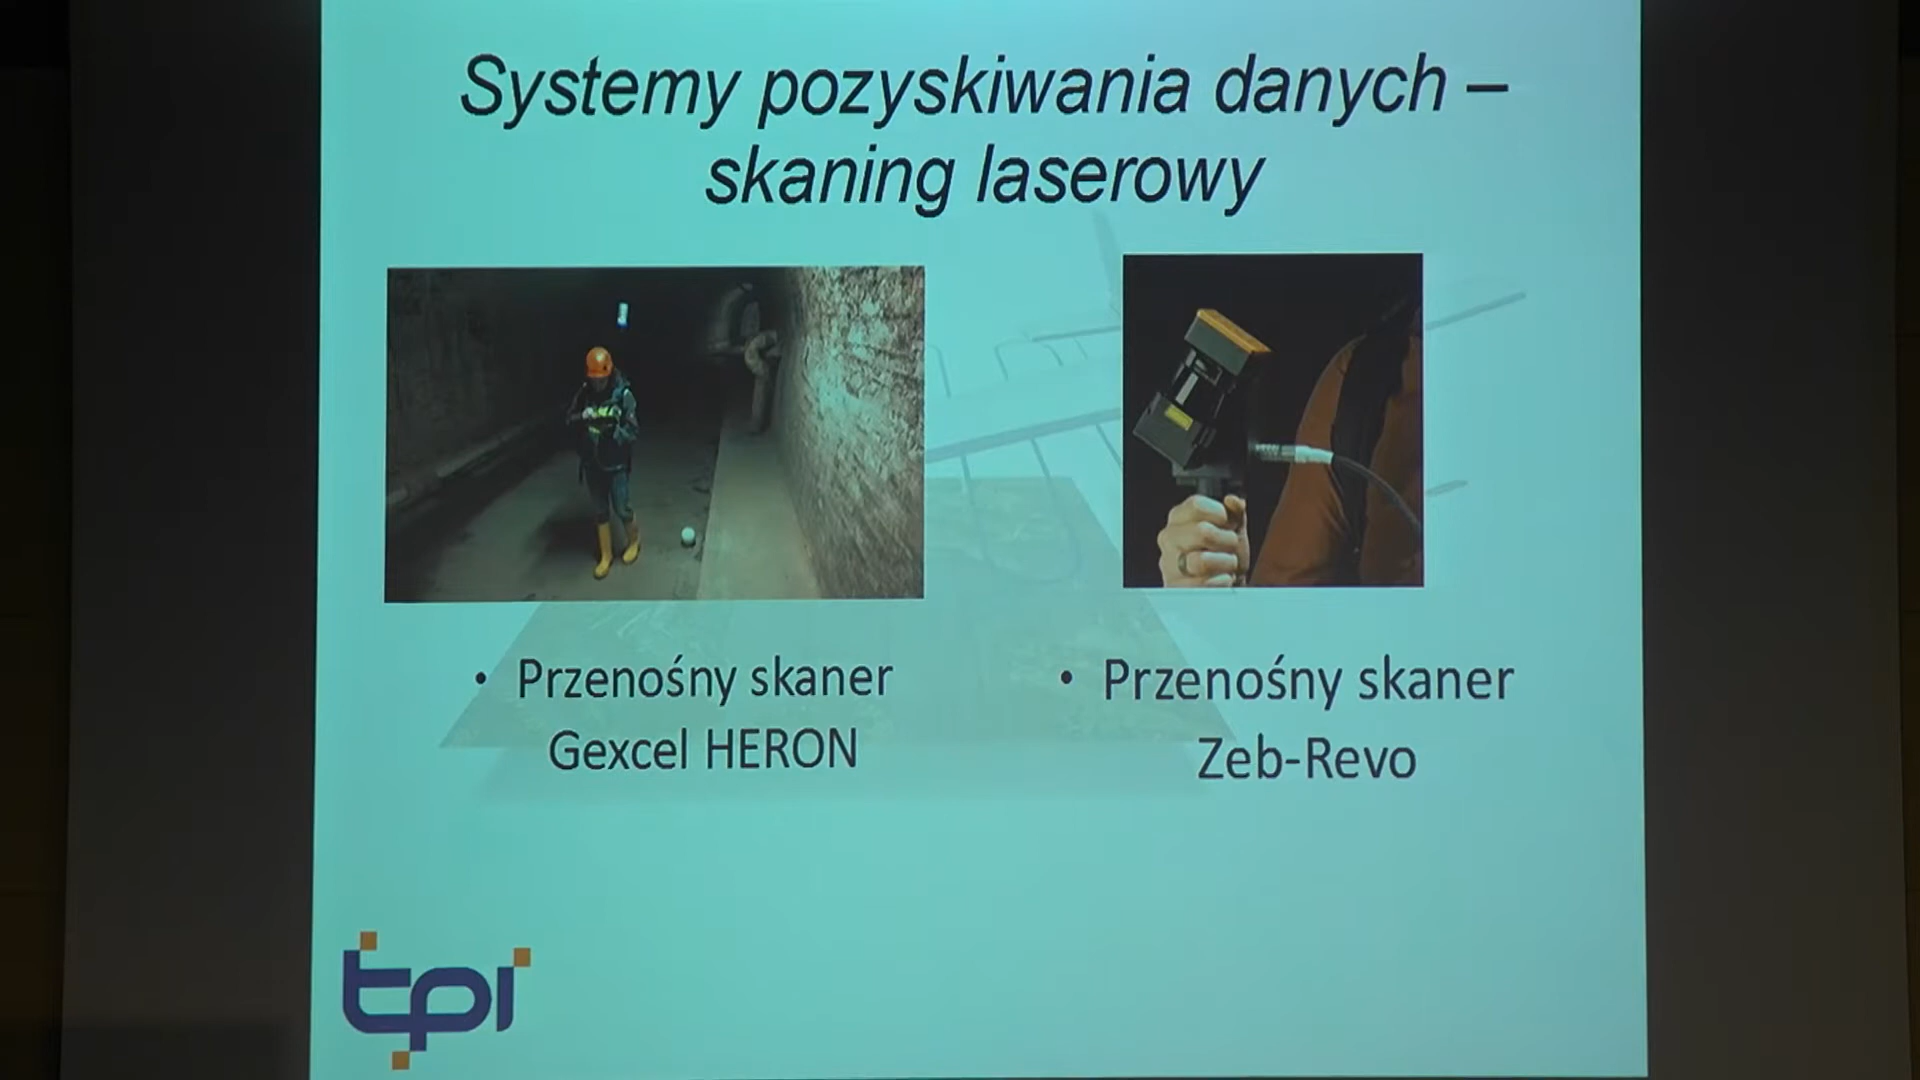 Systemy pozyskiwania danych –
skaning laserowy
• Przenośny skaner
Gexcel HERON
• Przenośny skaner
Zeb-Revo
tpi